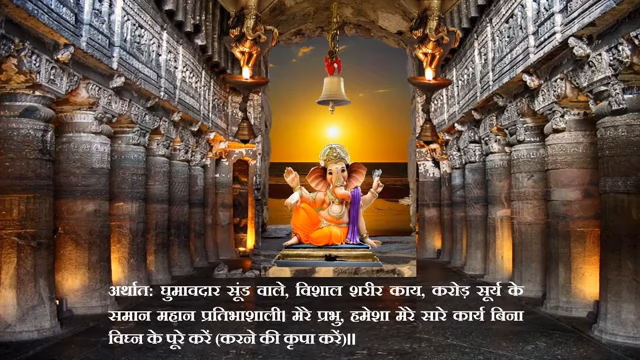 अर्थात: घुमावदार सूंड वाले, विशाल शरीर काय, करोड़ सूर्य के
समान महान प्रतिभाशाली। मेरे प्रभु, हमेशा मेरे सारे कार्य बिना
विघ्न के पूरे करें (करने की कृपा करें)॥